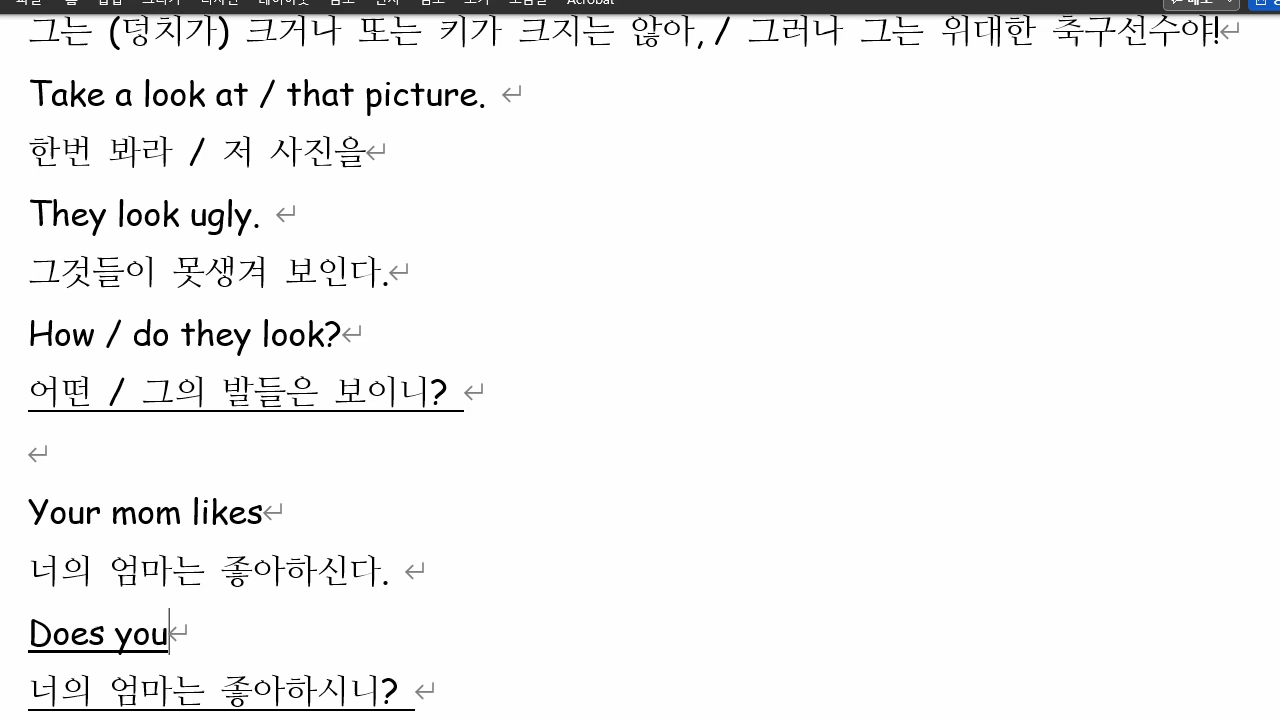 Acrobat
그는 (덩치가) 크거나 또는 키가 크지는 않아, / 그러나 그는 위대한 축구선수야!
Take a look at / that picture.
한번 봐라 / 저 사진을
They look ugly.
그것들이 못생겨 보인다.
How / do they look?
어떤 / 그의 발들은 보이니?
Your mom likes
너의 엄마는 좋아하신다.
Does you
너의 엄마는 좋아하시니?